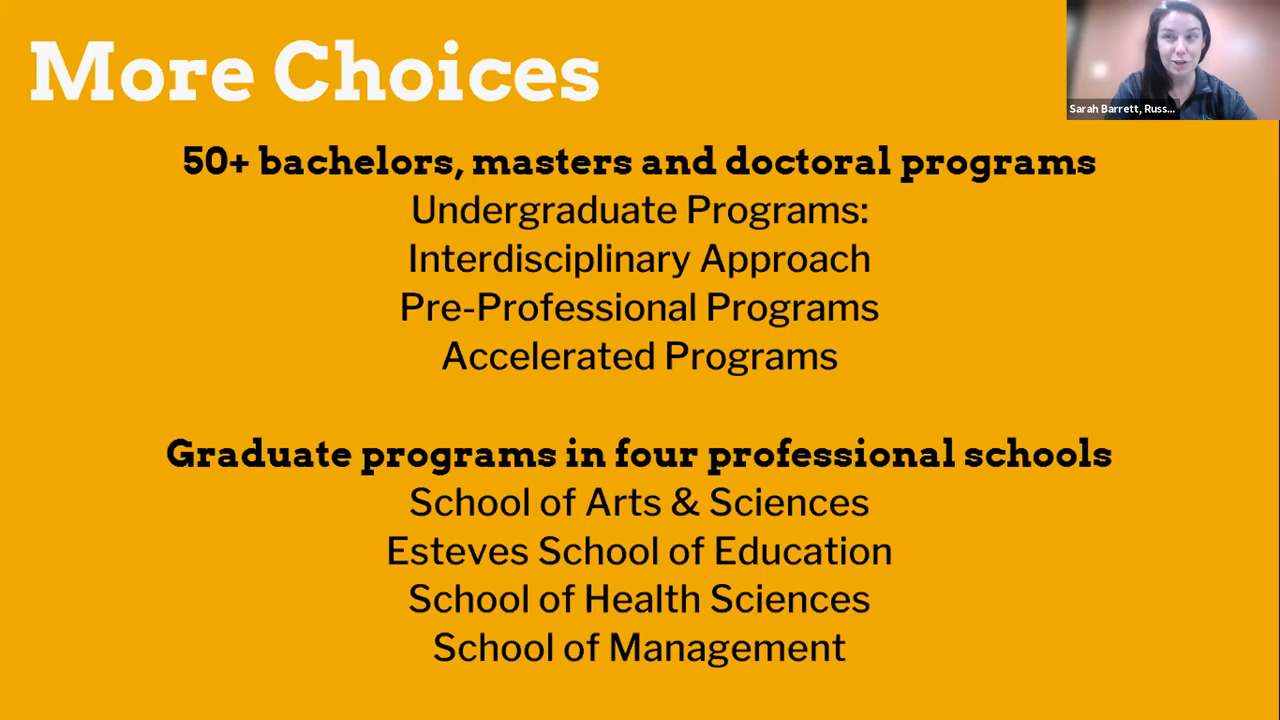 More Choices
Sarah Barrett, Russ...
50+ bachelors, masters and doctoral programs
Undergraduate Programs:
Interdisciplinary Approach
Pre-Professional Programs
Accelerated Programs
Graduate programs in four professional schools
School of Arts & Sciences
Esteves School of Education
School of Health Sciences
School of Management